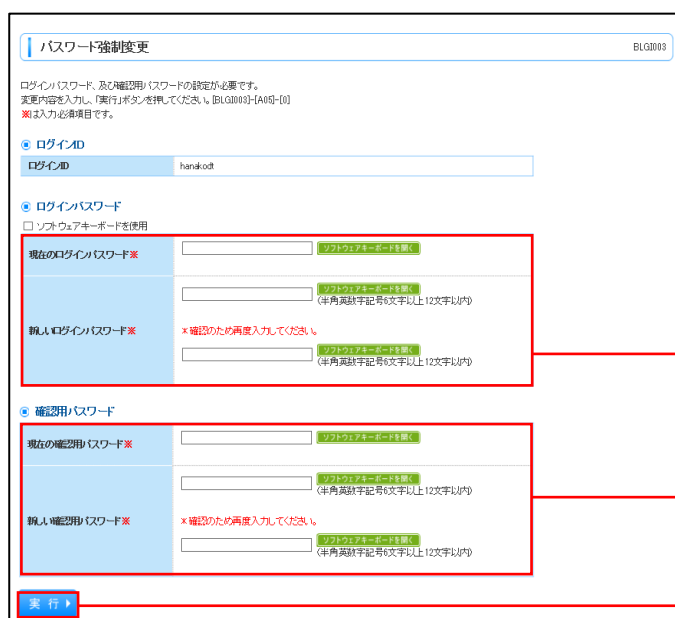 パスワード強制変更
BLGI003
ログインパスワード、及び確認用パスワードの設定が必要です。
変更内容を入力し、「実行」ボタンを押してください。[BLGI003]-[A05]-[0]
※は入力必須項目です。
ログインID
ログインID
hanakodt
ログインパスワード
ソフトウェアキーボードを使用
現在のログインパスワード※
ソフトウェアキーボードを開く
ソフトウェアキーボードを開く
(半角英数字記号6文字以上12文字以内)
新しいログインパスワード※
※確認のため再度入力してください。
ソフトウェアキーボードを開く
(半角英数字記号6文字以上12文字以内)
確認用パスワード
現在の確認用パスワード※
ソフトウェアキーボードを開く
ソフトウェアキーボードを開く
(半角英数字記号6文字以上12文字以内)
新しい確認用パスワード※
※確認のため再度入力してください。
ソフトウェアキーボードを開く
(半角英数字記号6文字以上12文字以内)
実行